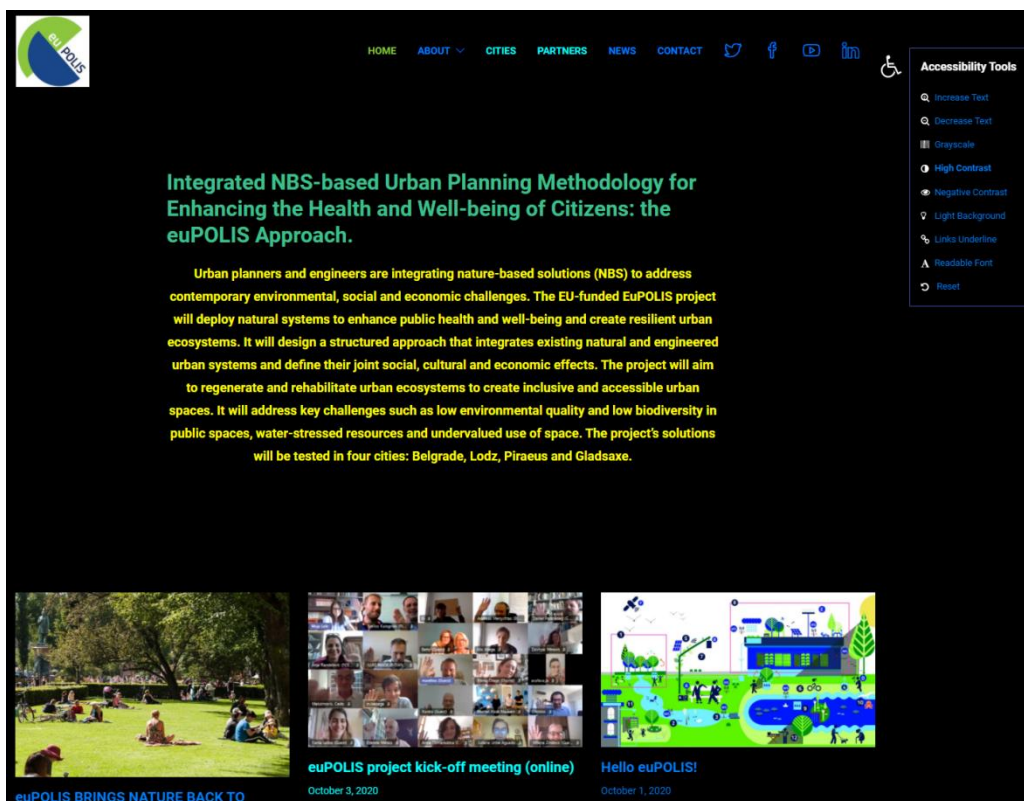 eu POLIS
HOME ABOUT CITIES PARTNERS NEWS CONTACT
Accessibility Tools
Increase Text
Decrease Text
Grayscale
High Contrast
Negative Contrast
Light Background
Links Underline
Readable Font
Reset
Integrated NBS-based Urban Planning Methodology for
Enhancing the Health and Well-being of Citizens: the
euPOLIS Approach.
Urban planners and engineers are integrating nature-based solutions (NBS) to address
contemporary environmental, social and economic challenges. The EU-funded EuPOLIS project
will deploy natural systems to enhance public health and well-being and create resilient urban
ecosystems. It will design a structured approach that integrates existing natural and engineered
urban systems and define their joint social, cultural and economic effects. The project will aim
to regenerate and rehabilitate urban ecosystems to create inclusive and accessible urban
spaces. It will address key challenges such as low environmental quality and low biodiversity in
public spaces, water-stressed resources and undervalued use of space. The project's solutions
will be tested in four cities: Belgrade, Lodz, Piraeus and Gladsaxe.
euPOLIS BRINGS NATURE BACK TO
euPOLIS project kick-off meeting (online)
October 3, 2020
Hello euPOLIS!
October 1, 2020